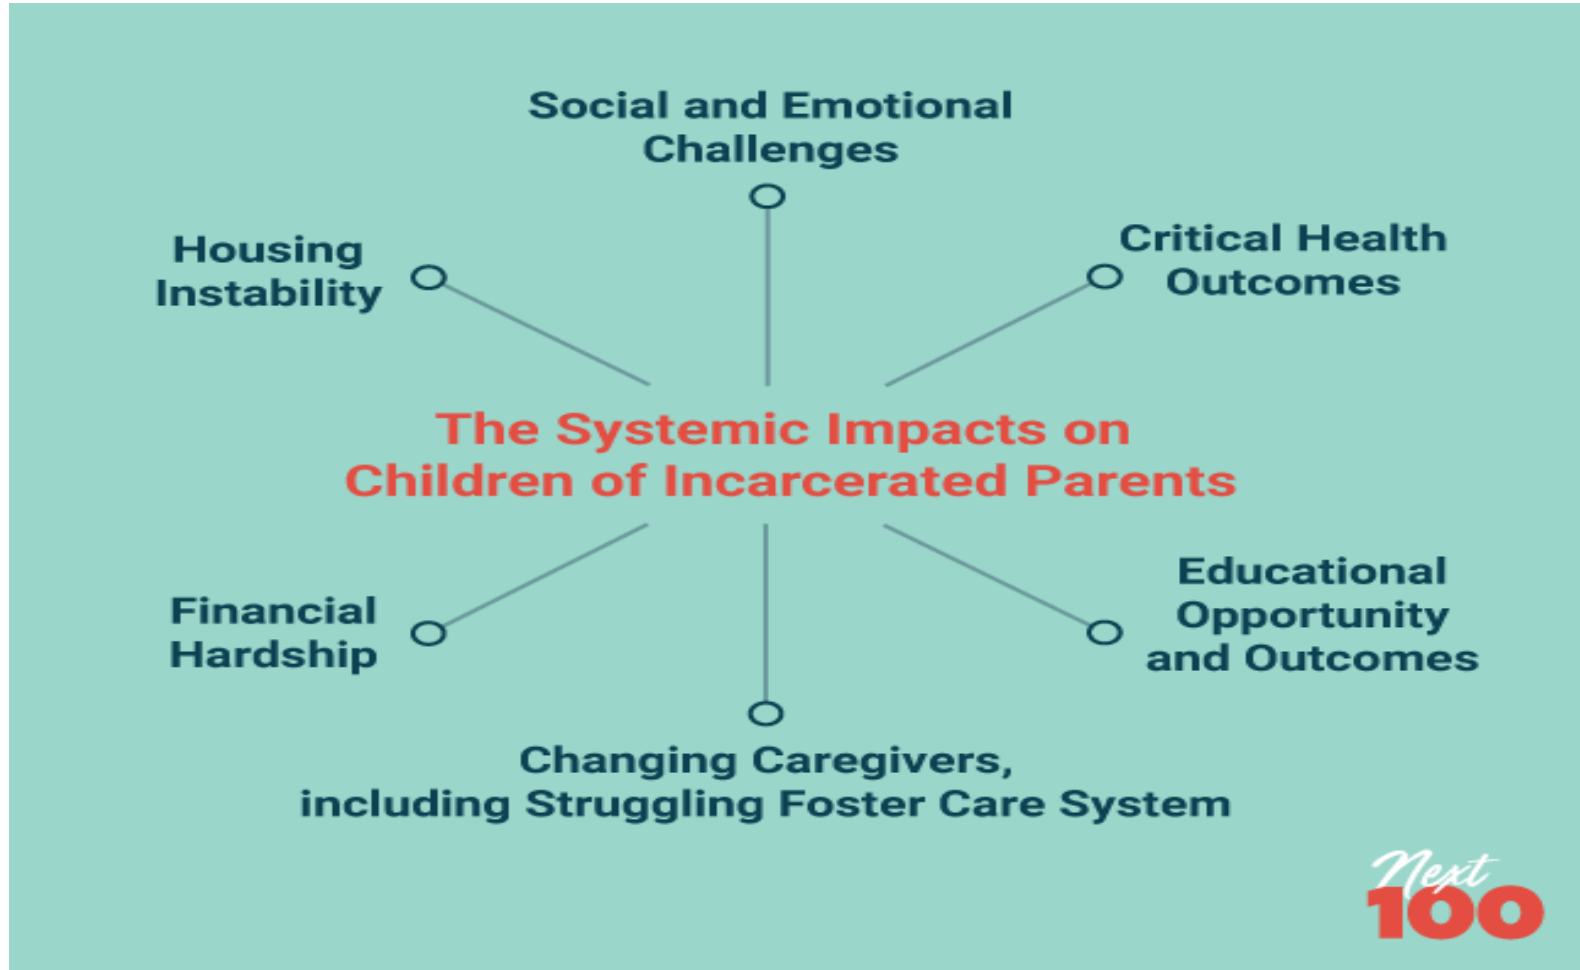 Social and Emotional
Challenges
Housing
Instability
Critical Health
Outcomes
The Systemic Impacts on
Children of Incarcerated Parents
Financial
Hardship
Educational
Opportunity
and Outcomes
Changing Caregivers,
including Struggling Foster Care System
Next
100